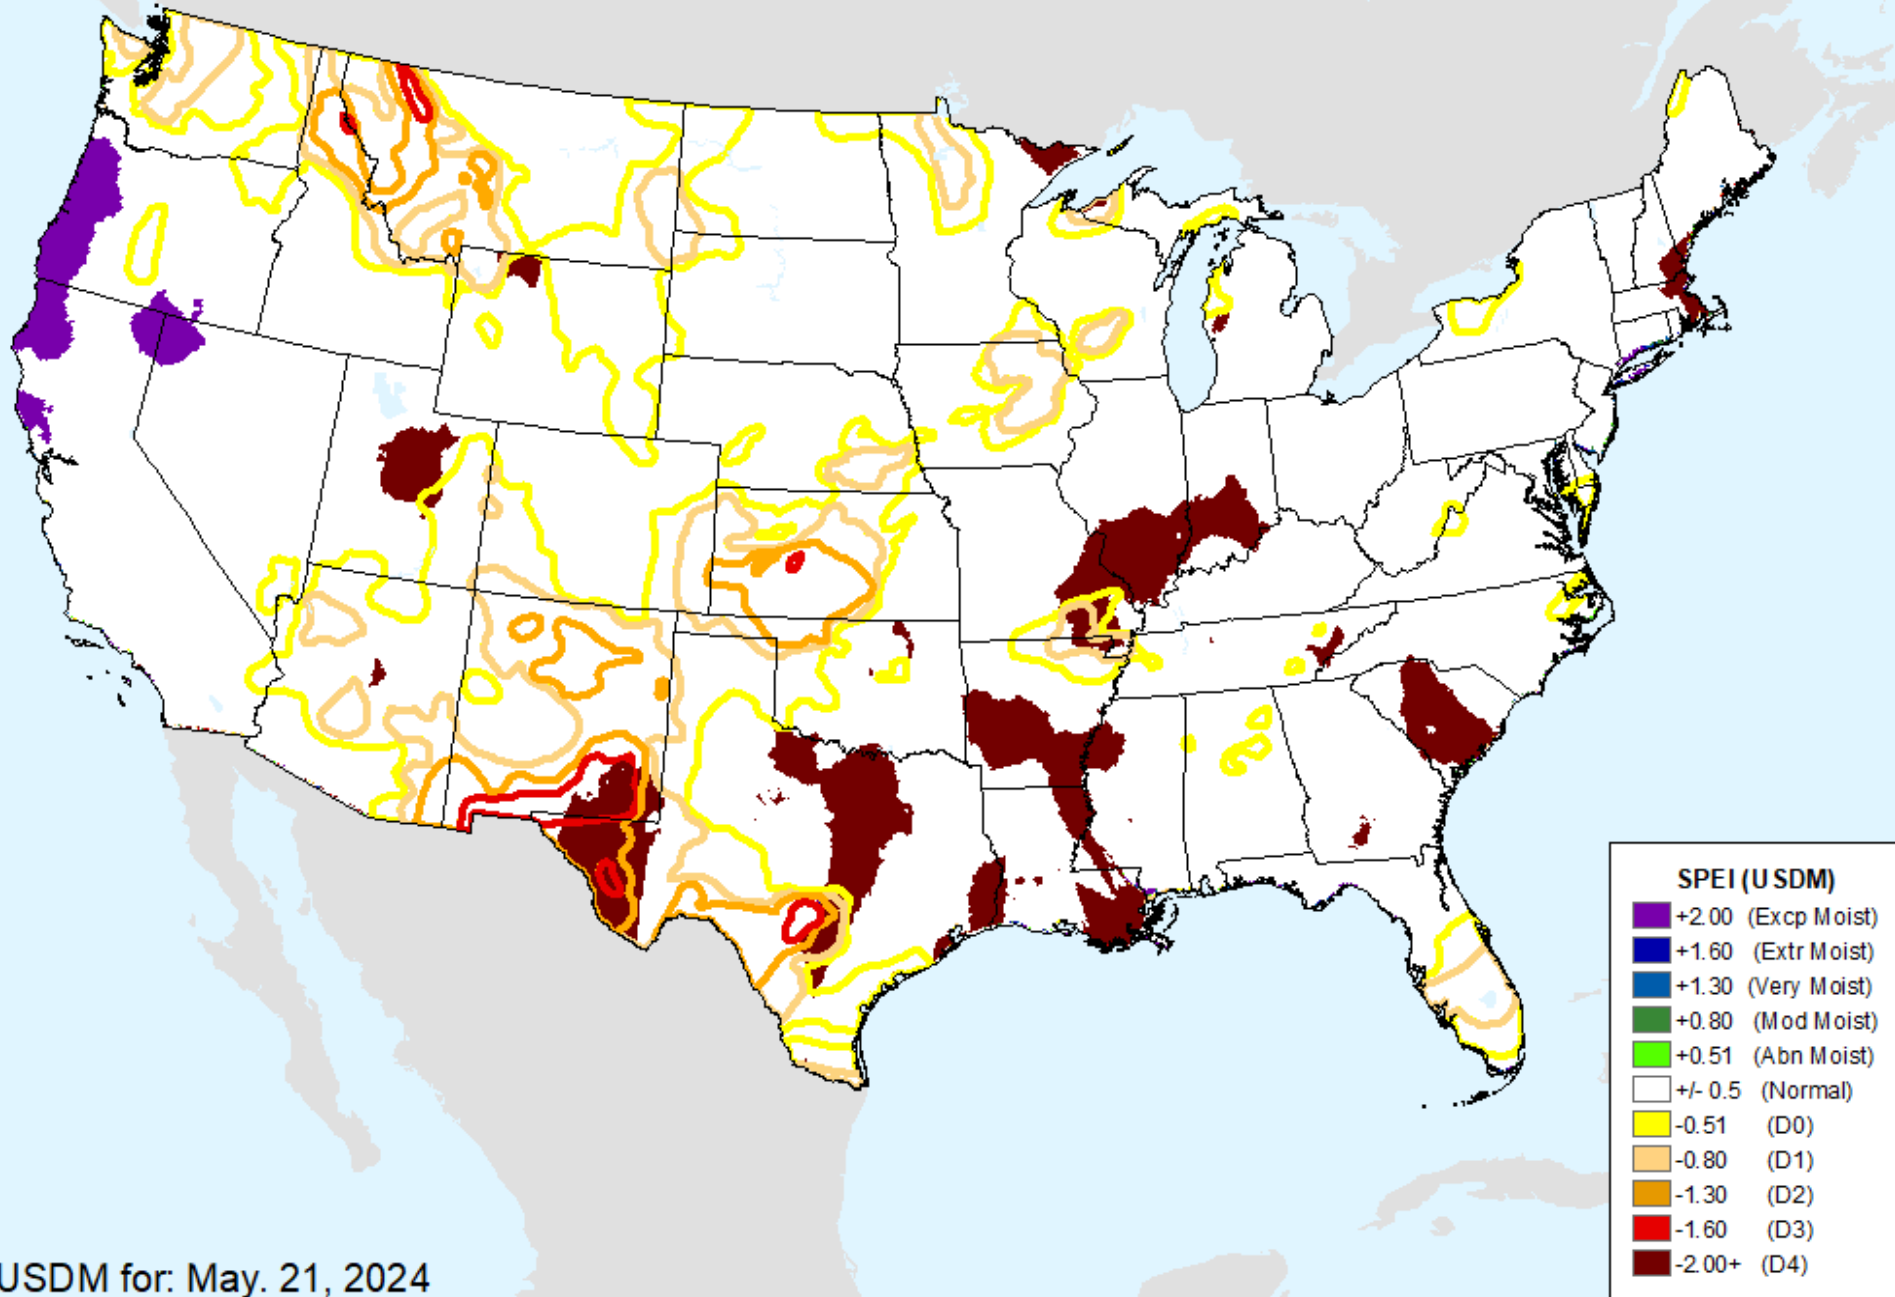 SPEI (USDM)
+2.00 (Excp Moist)
+1.60 (Extr Moist)
+1.30 (Very Moist)
+0.80 (Mod Moist)
+0.51 (Abn Moist)
+/- 0.5 (Normal)
-0.51 (D0)
-0.80 (D1)
-1.30 (D2)
-1.60 (D3)
-2.00+ (D4)
USDM for: May. 21, 2024